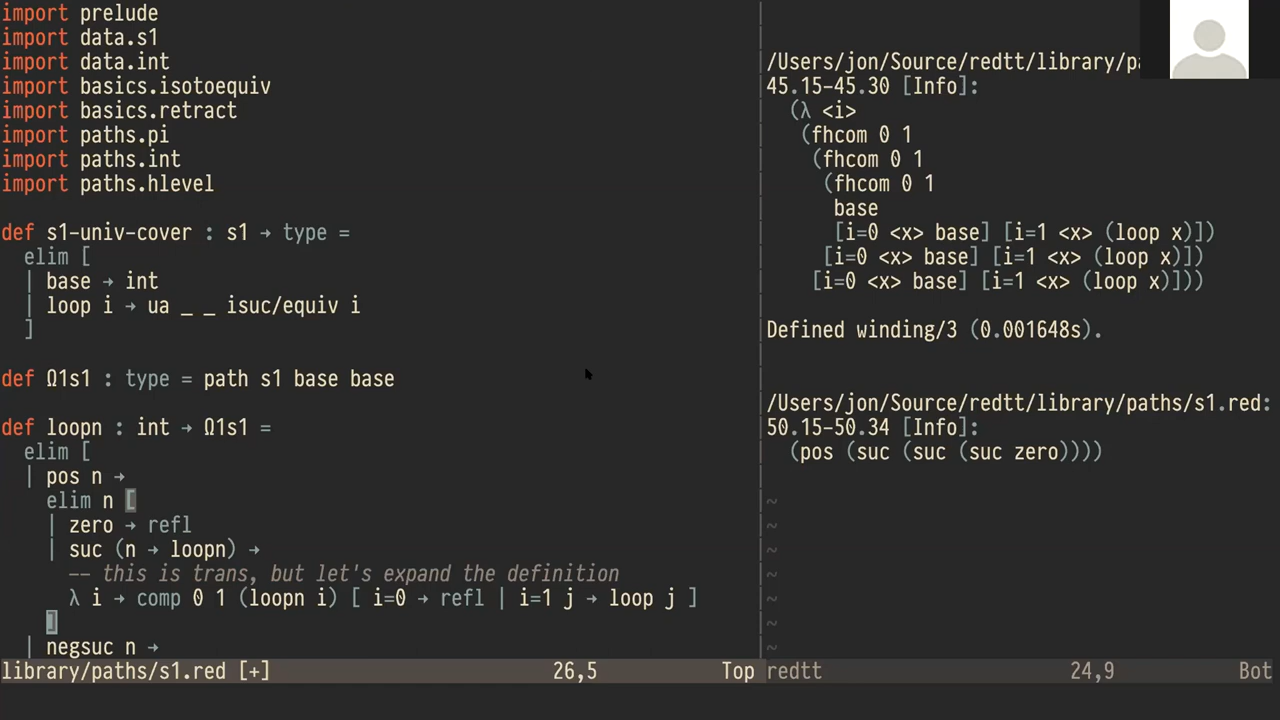 import prelude
import data.s1
import data.int
import basics.isotoequiv
import basics.retract
import paths.pi
import paths.int
import paths.hlevel
def s1-univ-cover : s1 → type =
elim [
| base → int
| loop i → ua _ _ isuc/equiv i
]
def Ω1s1 : type = path s1 base base
def loopn : int → Ω1s1 =
elim [
| pos n →
elim n [
| zero → refl
| suc (n → loopn) →
-- this is trans, but let's expand the definition
λ i → comp 0 1 (loopn i) [ i=0 → refl | i=1 j → loop j ]
]
| negsuc n →
library/paths/s1.red [+] 26,5 Top
/Users/jon/Source/redtt/library/pa
45.15-45.30 [Info]:
(λ <i>
(fhcom 0 1
(fhcom 0 1
(fhcom 0 1
base
[i=0 <x> base] [i=1 <x> (loop x)])
[i=0 <x> base] [i=1 <x> (loop x)])
[i=0 <x> base] [i=1 <x> (loop x)]))
Defined winding/3 (0.001648s).
/Users/jon/Source/redtt/library/paths/s1.red:
50.15-50.34 [Info]:
(pos (suc (suc (suc zero))))
~
~
~
~
~
~
~
redtt 24,9 Bot